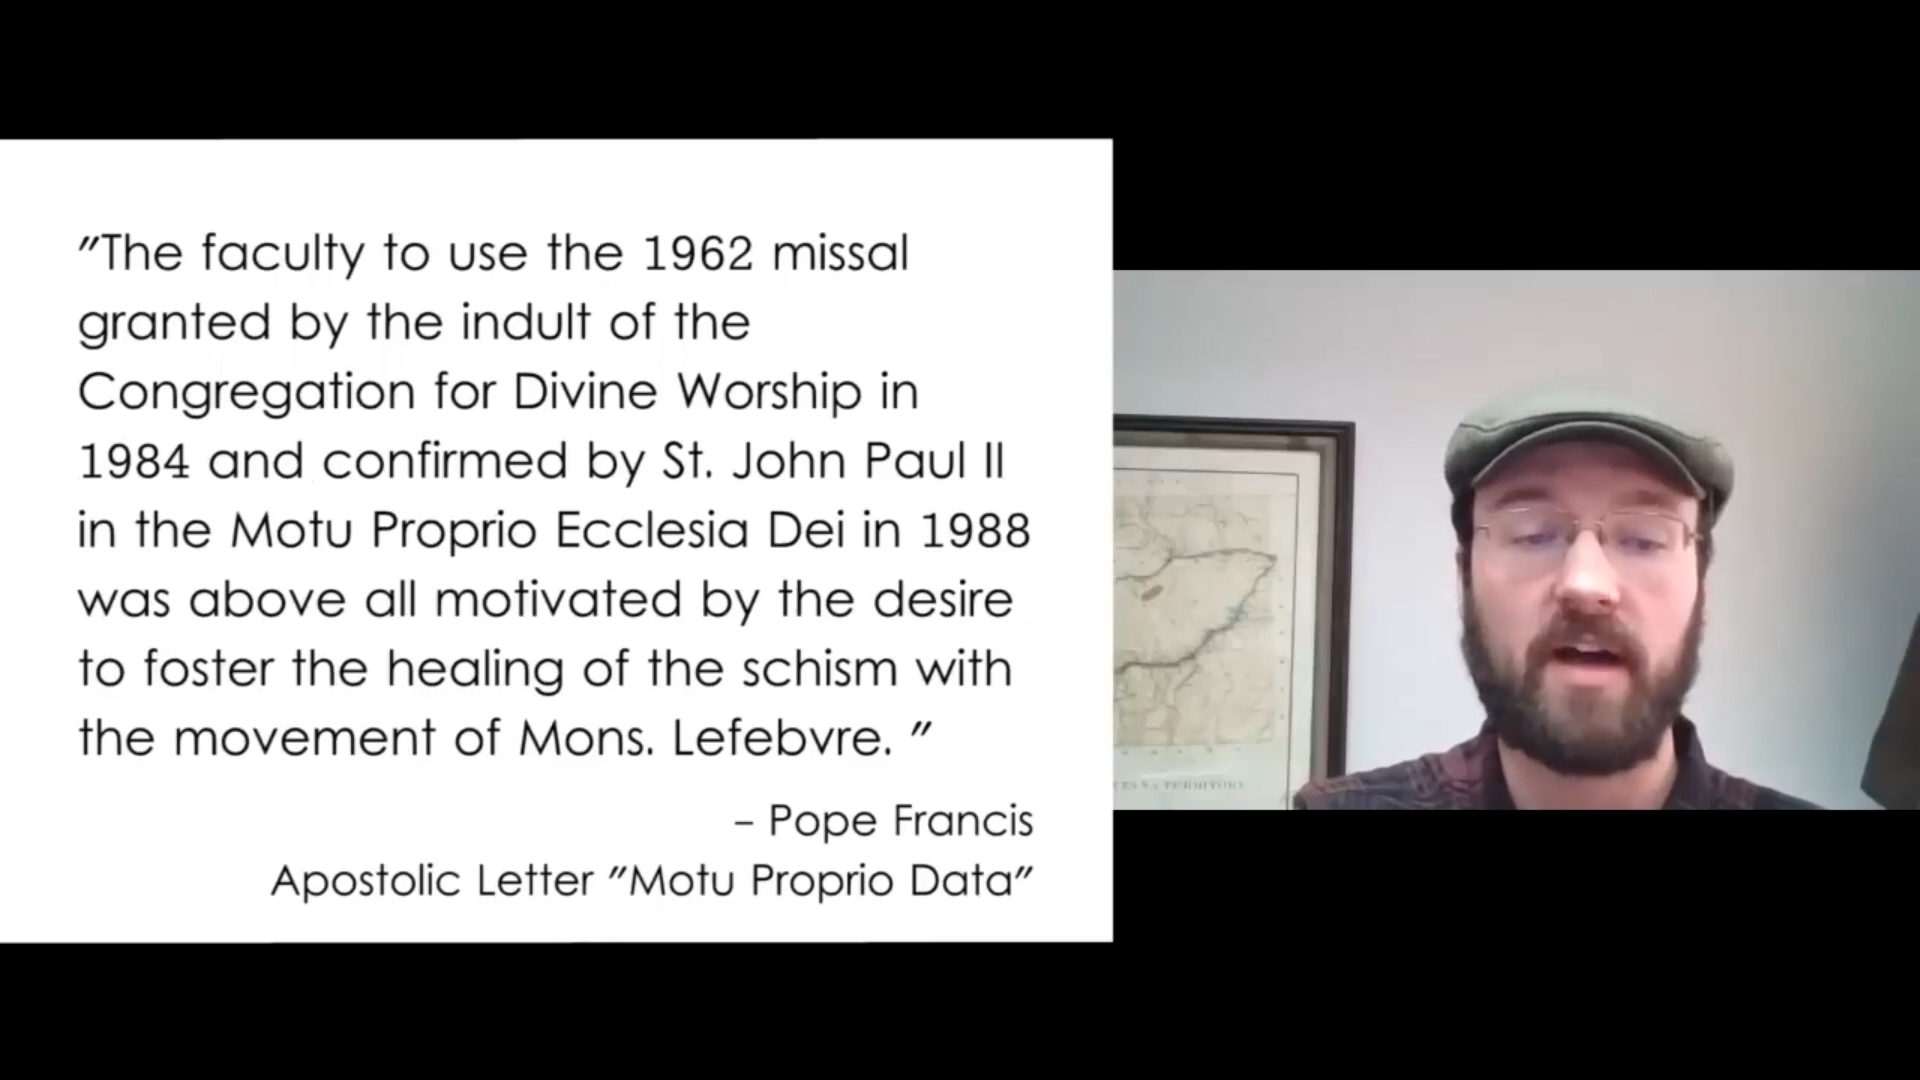 "The faculty to use the 1962 missal
granted by the indult of the
Congregation for Divine Worship in
1984 and confirmed by St. John Paul II
in the Motu Proprio Ecclesia Dei in 1988
was above all motivated by the desire
to foster the healing of the schism with
the movement of Mons. Lefebvre. "
– Pope Francis
Apostolic Letter "Motu Proprio Data"
TERRITORY